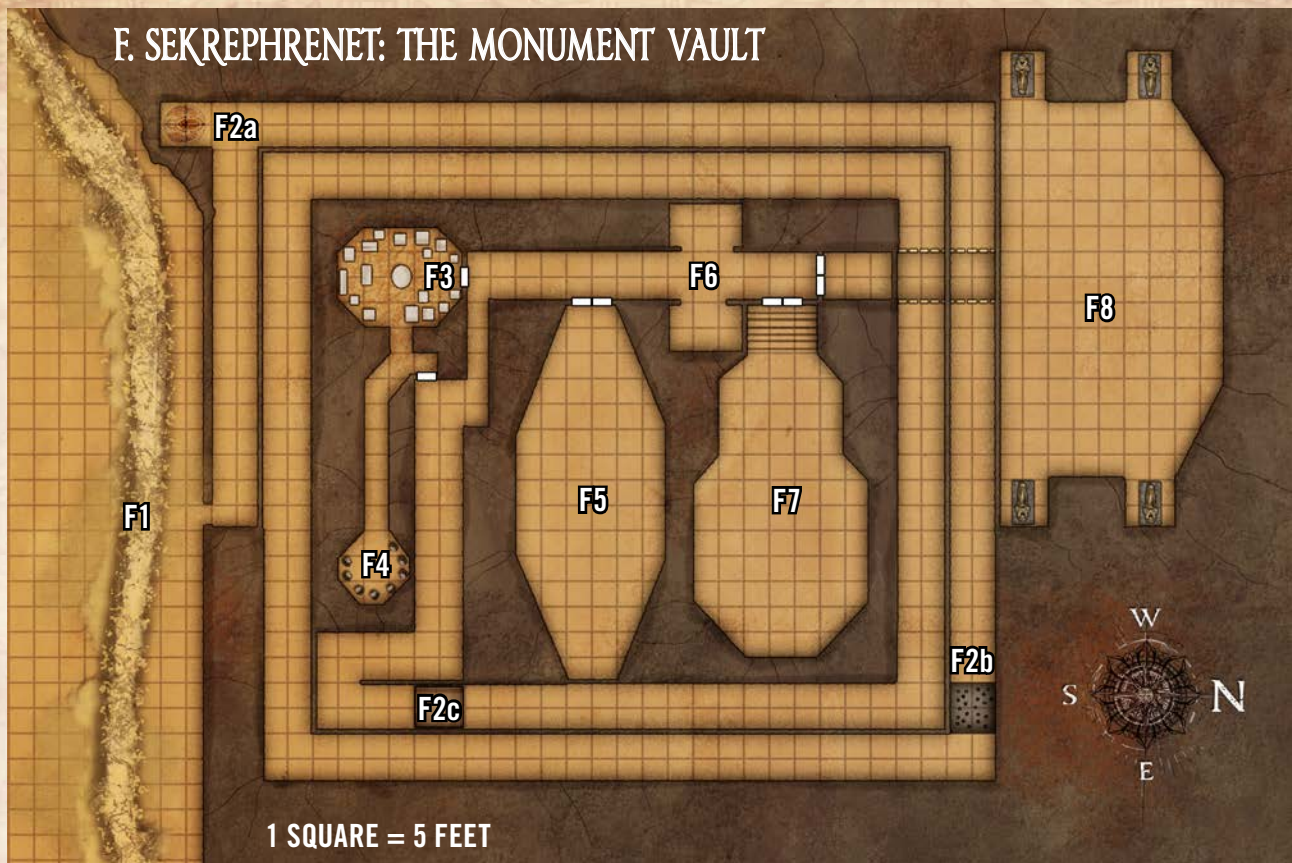 F. SEKREPHRENET: THE MONUMENT VAULT
F2a
F3
F6
F8
F1
F5
F7
F4
F2b
F2c
W
S
N
E
1 SQUARE = 5 FEET